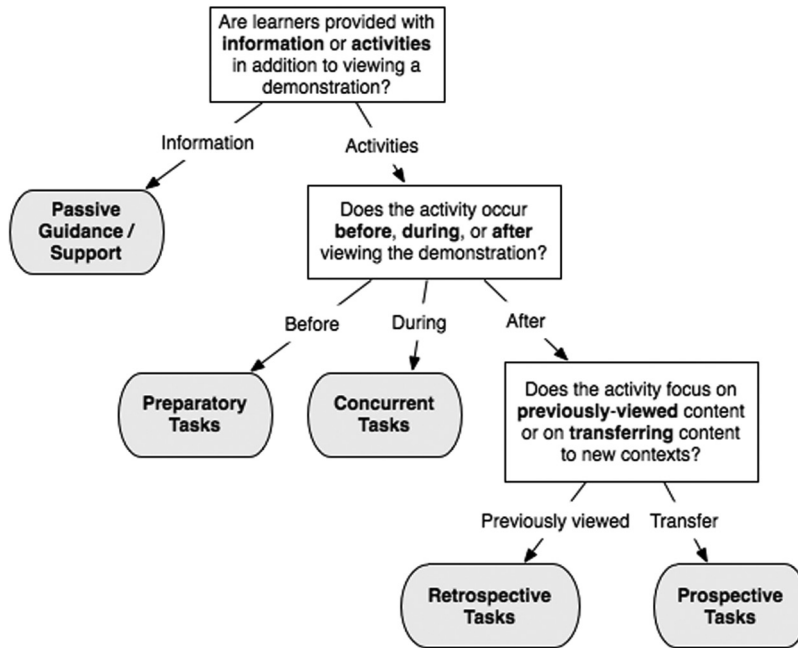 Are learners provided with
information or activities
in addition to viewing a
demonstration?
Information
Activities
Passive
Guidance /
Support
Does the activity occur
before, during, or after
viewing the demonstration?
Before
During
After
Preparatory
Tasks
Concurrent
Tasks
Does the activity focus on
previously-viewed content
or on transferring content
to new contexts?
Previously viewed
Transfer
Retrospective
Tasks
Prospective
Tasks